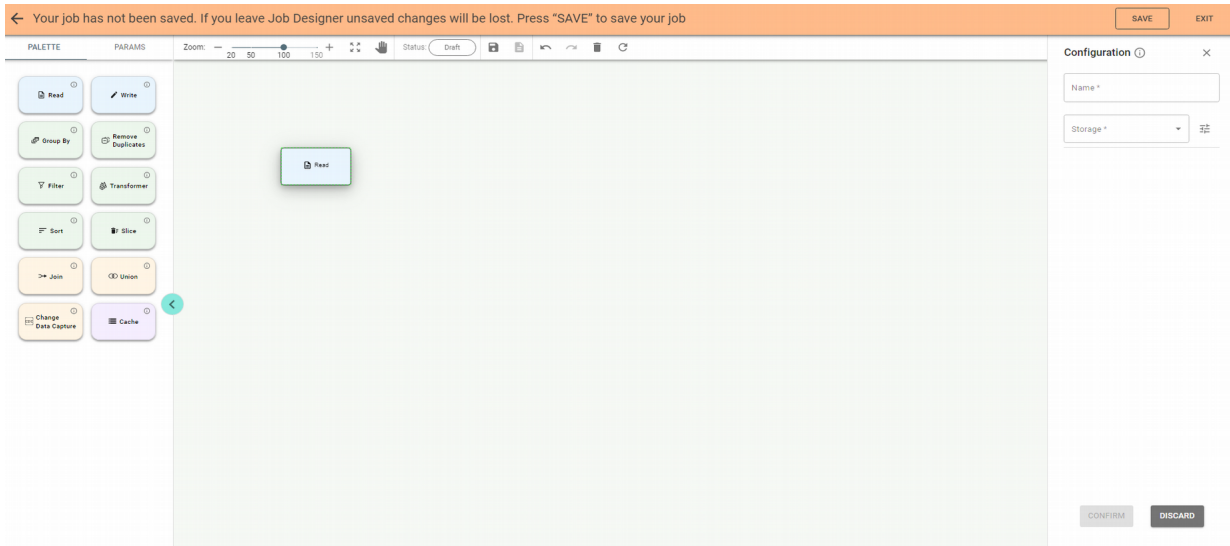 Your job has not been saved. If you leave Job Designer unsaved changes will be lost. Press “SAVE” to save your job
SAVE
EXIT
PALETTE
PARAMS
Zoom:
20 50 100 150
Status:
Draft
Configuration
Read
Write
Name *
Group By
Remove
Duplicates
Storage *
Read
Filter
Transformer
Sort
Slice
Join
Union
Change
Data Capture
Cache
CONFIRM
DISCARD